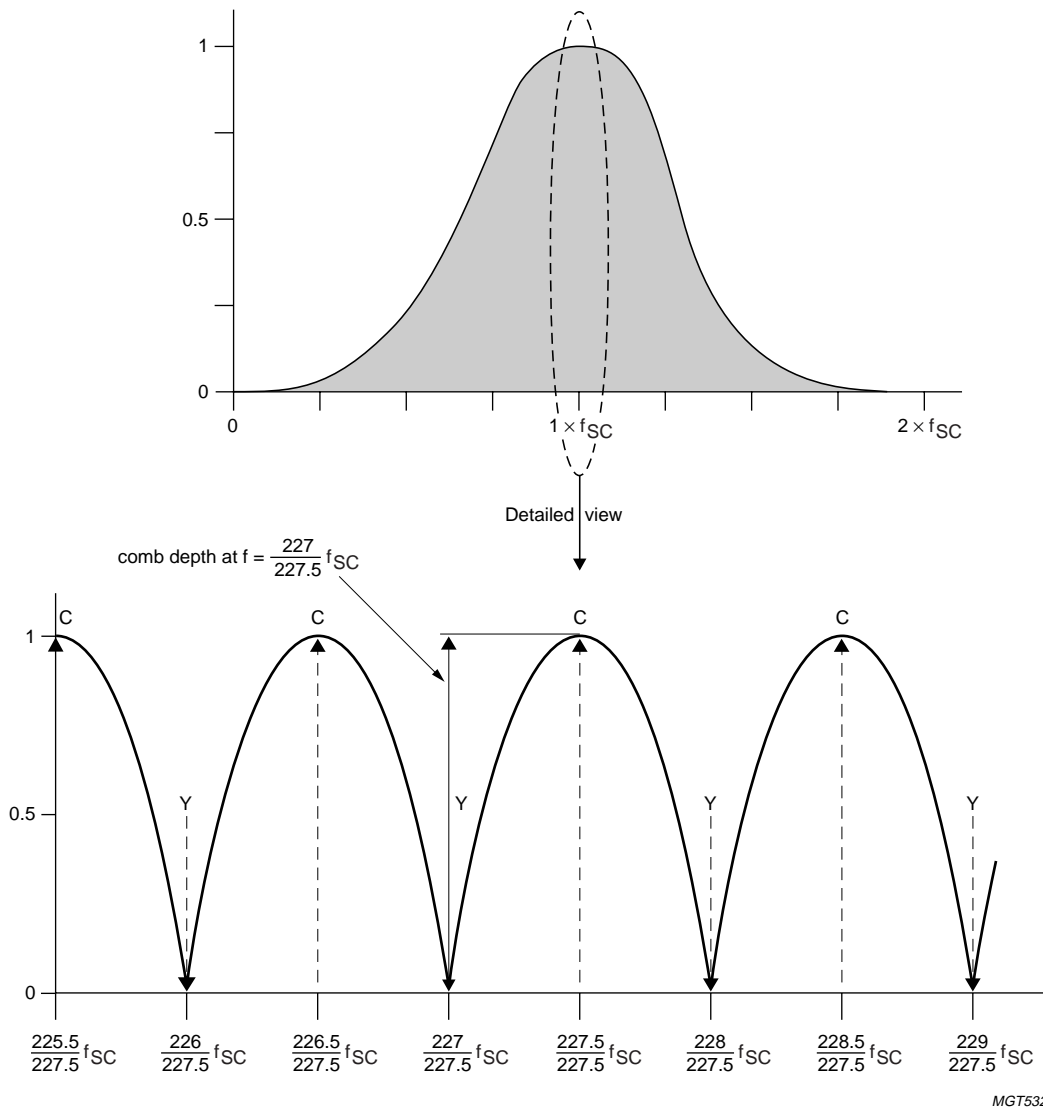 1
0.5
0
0
1 × fSC
2 × fSC
Detailed view
comb depth at f = 227/227.5 fSC
C
C
C
C
1
Y
Y
Y
Y
0.5
0
225.5/227.5 fSC
226/227.5 fSC
226.5/227.5 fSC
227/227.5 fSC
227.5/227.5 fSC
228/227.5 fSC
228.5/227.5 fSC
229/227.5 fSC